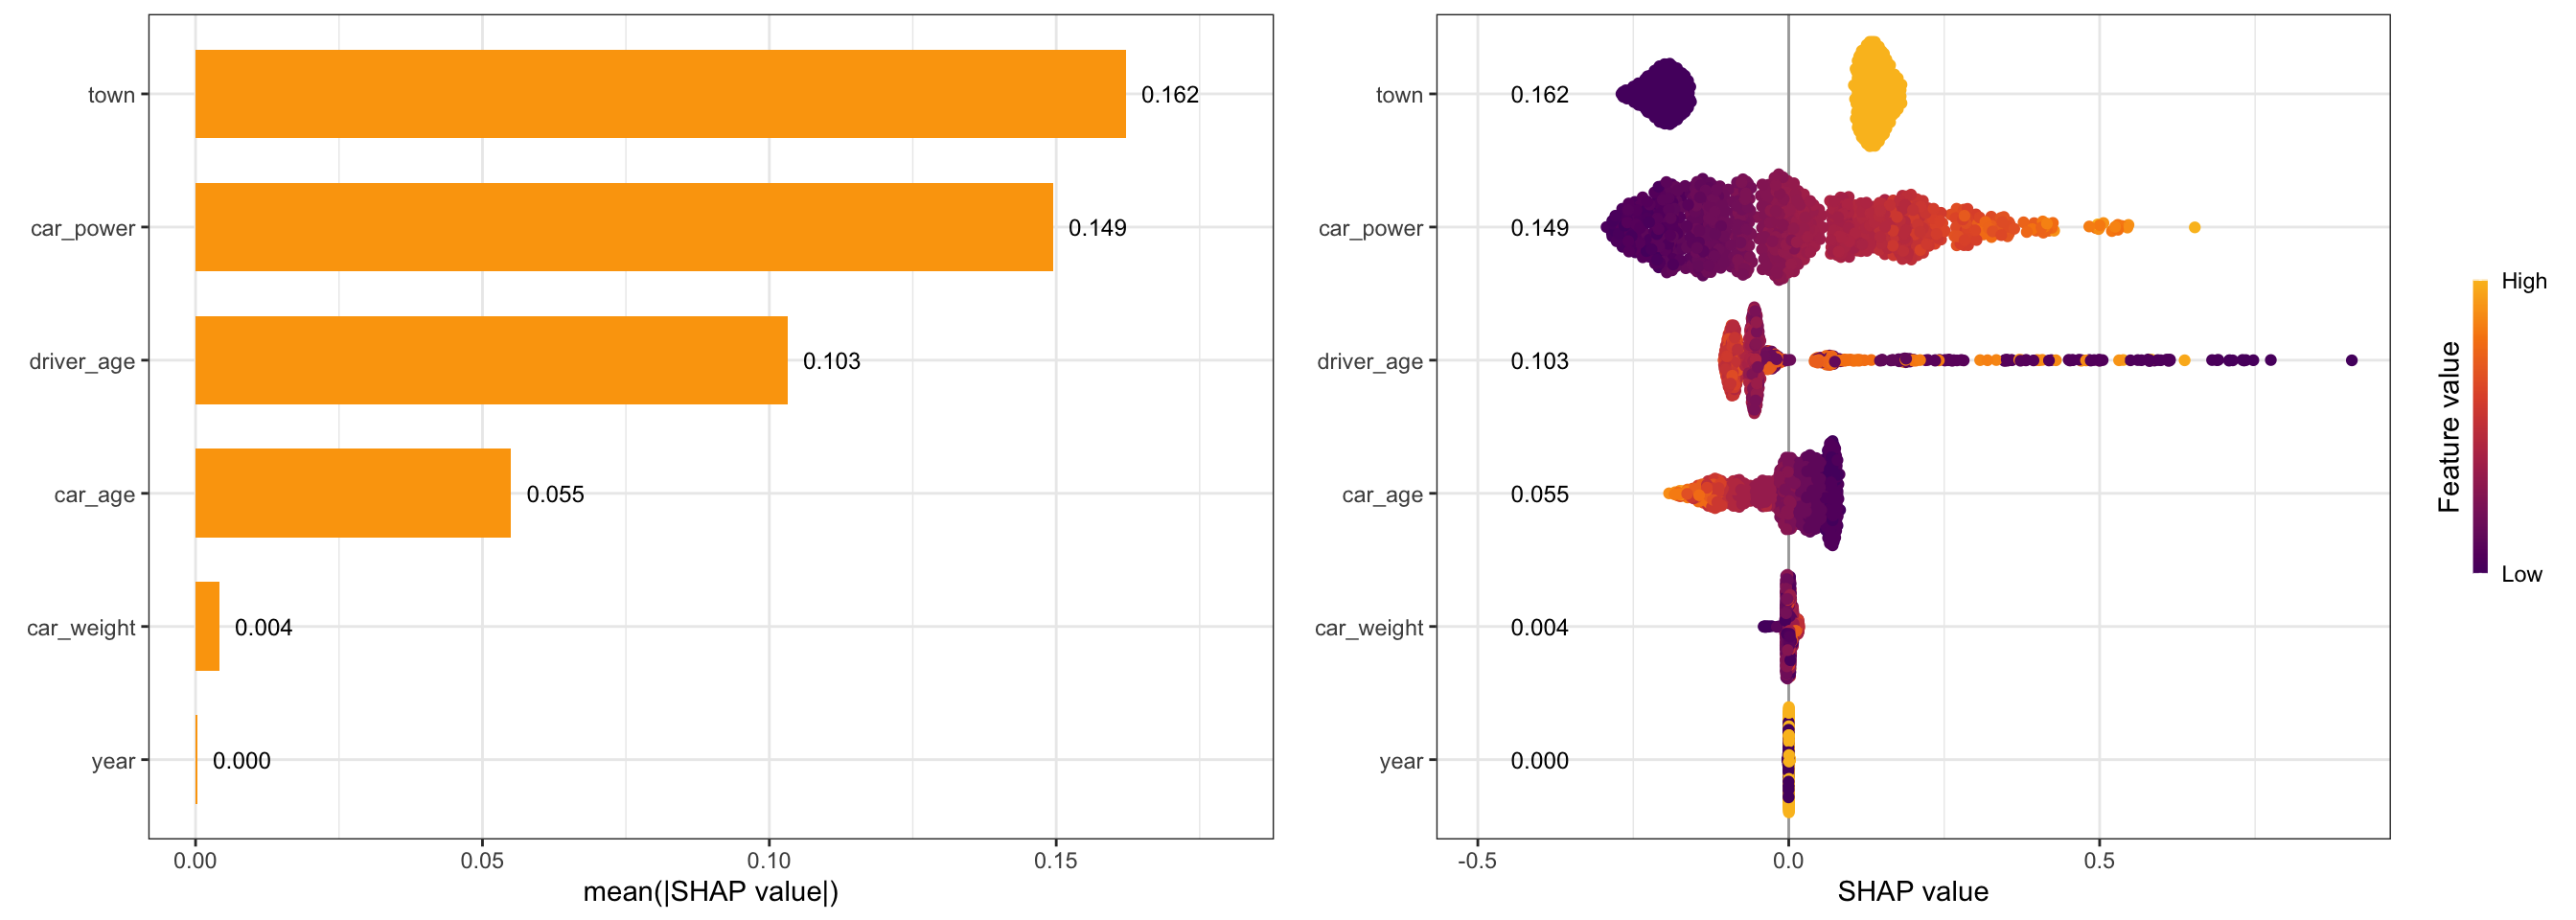 town
0.162
car_power
0.149
driver_age
0.103
car_age
0.055
car_weight
0.004
year
0.000
0.00 0.05 0.10 0.15
mean(|SHAP value|)
town
0.162
car_power
0.149
driver_age
0.103
car_age
0.055
car_weight
0.004
year
0.000
-0.5 0.0 0.5
SHAP value
High
Feature value
Low